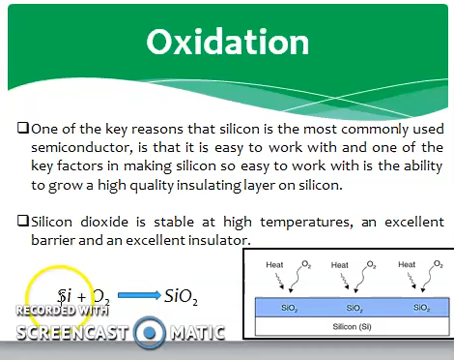 Oxidation
❑One of the key reasons that silicon is the most commonly used
semiconductor, is that it is easy to work with and one of the
key factors in making silicon so easy to work with is the ability
to grow a high quality insulating layer on silicon.
❑Silicon dioxide is stable at high temperatures, an excellent
barrier and an excellent insulator.
Heat O₂ Heat O₂ Heat O₂
Si + O₂ SiO₂
SiO₂ SiO₂ SiO₂
Silicon (Si)
RECORDED WITH
SCREENCAST MATIC